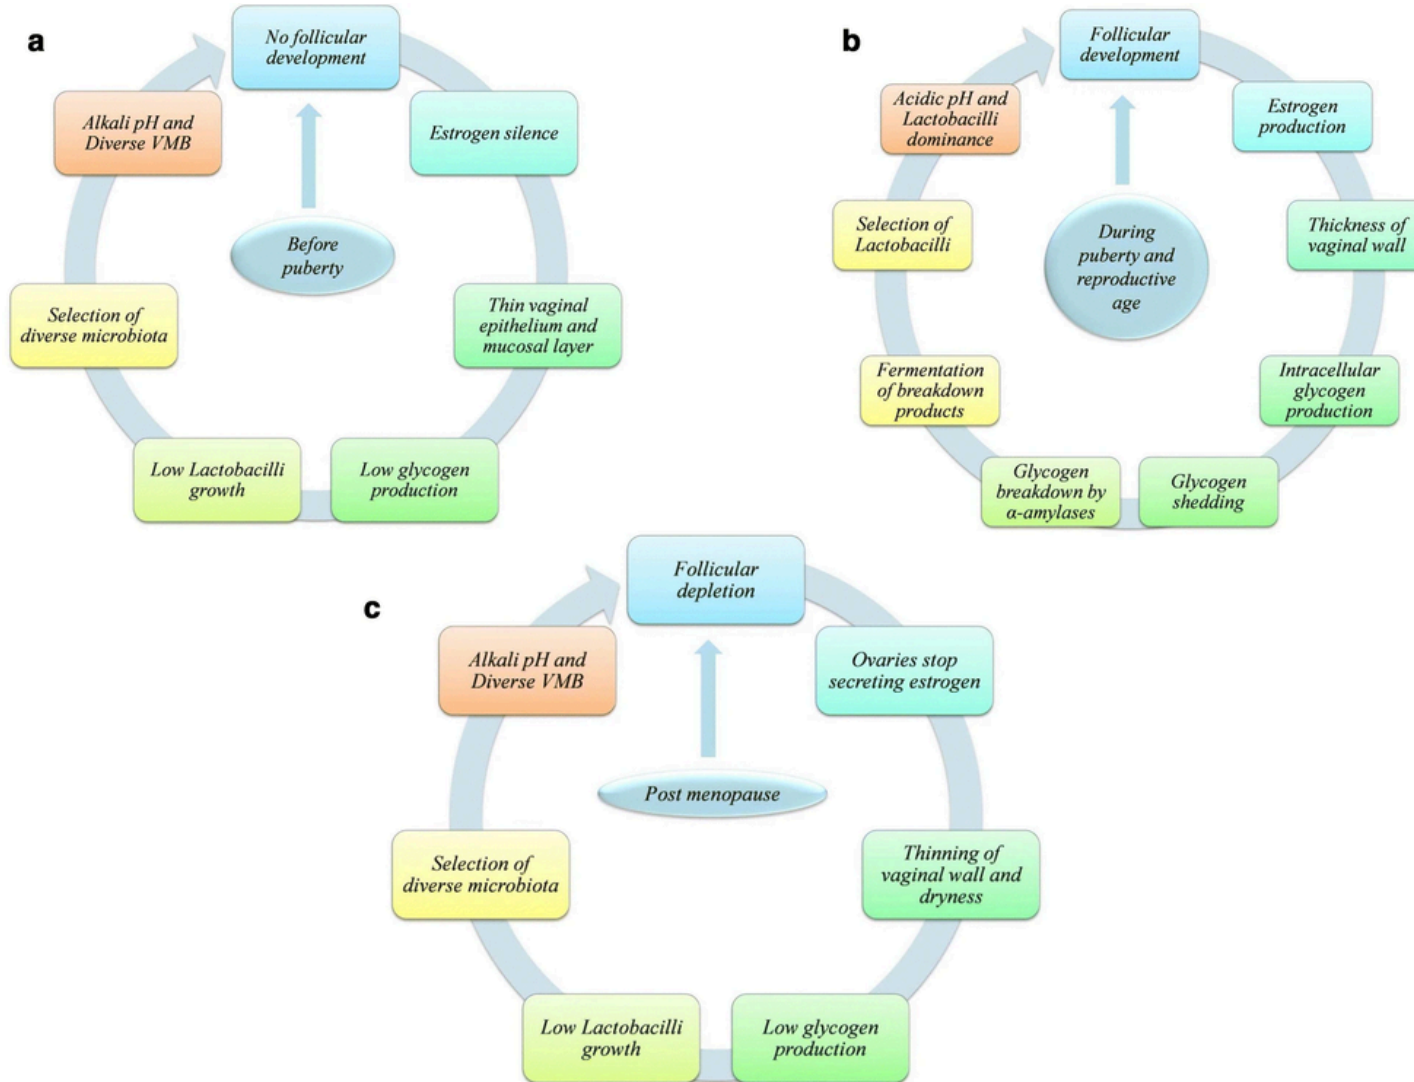 a
No follicular
development
Estrogen silence
Thin vaginal
epithelium and
mucosal layer
Low glycogen
production
Low Lactobacilli
growth
Selection of
diverse microbiota
Alkali pH and
Diverse VMB
Before
puberty
b
Follicular
development
Estrogen
production
Thickness of
vaginal wall
Intracellular
glycogen
production
Glycogen
shedding
Glycogen
breakdown by
α-amylases
Fermentation
of breakdown
products
Selection of
Lactobacilli
Acidic pH and
Lactobacilli
dominance
During
puberty and
reproductive
age
c
Follicular
depletion
Ovaries stop
secreting estrogen
Thinning of
vaginal wall and
dryness
Low glycogen
production
Low Lactobacilli
growth
Selection of
diverse microbiota
Alkali pH and
Diverse VMB
Post menopause